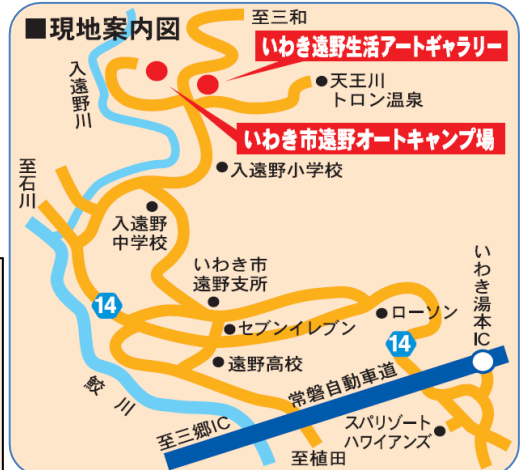 ■現地案内図
至三和
いわき遠野生活アートギャラリー
入遠野川
天王川
トロン温泉
いわき市遠野オートキャンプ場
入遠野小学校
至石川
入遠野
中学校
いわき湯本IC
いわき市
遠野支所
14
ローソン
セブンイレブン
14
遠野高校
常磐自動車道
鮫川
スパリゾート
ハワイアンズ
至三郷IC
至植田